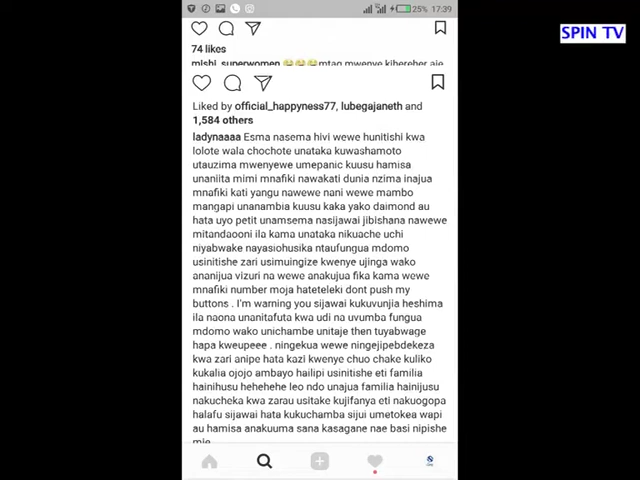 25% 17:39
SPIN TV
74 likes
mishi_superwomen 😂😂😂mtag mwenye kihereher aje
Liked by official_happyness77, lubegajaneth and
1,584 others
ladynaaaa Esma nasema hivi wewe hunitishi kwa
lolote wala chochote unataka kuwashamoto
utauzima mwenyewe umepanic kuusu hamisa
unaniita mimi mnafiki nawakati dunia nzima inajua
mnafiki kati yangu nawewe nani wewe mambo
mangapi unanambia kuusu kaka yako daimond au
hata uyo petit unamsema nasijawai jibishana nawewe
mitandaooni ila kama unataka nikuache uchi
niyabwake nayasiohusika ntaufungua mdomo
usinitishe zari usimuingize kwenye ujinga wako
ananijua vizuri na wewe anakujua fika kama wewe
mnafiki number moja hateteleki dont push my
buttons . I'm warning you sijawai kukuvunjia heshima
ila naona unanitafuta kwa udi na uvumba fungua
mdomo wako unichambe unitaje then tuyabwage
hapa kweupeee . ningekua wewe ningejipebdekeza
kwa zari anipe hata kazi kwenye chuo chake kuliko
kukalia ojojo ambayo hailipi usinitishe eti familia
hainihusu hehehehe leo ndo unajua familia hainijusu
nakucheka kwa zarau usitake kujifanya eti nakuogopa
halafu sijawai hata kukuchamba sijui umetokea wapi
au hamisa anakuuma sana kasagane nae basi nipishe
mie